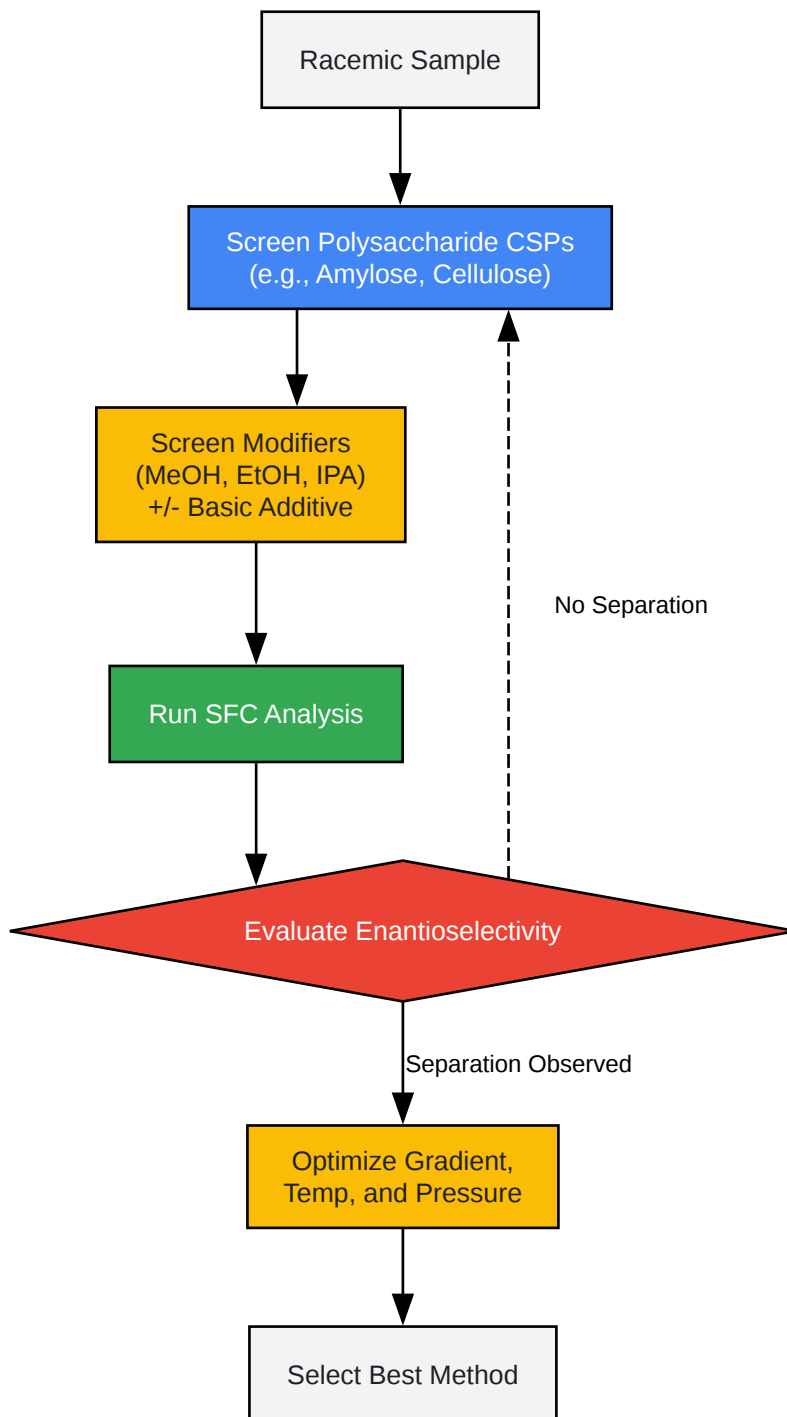 Racemic Sample
Screen Polysaccharide CSPs
(e.g., Amylose, Cellulose)
Screen Modifiers
(MeOH, EtOH, IPA)
+/- Basic Additive
No Separation
Run SFC Analysis
Evaluate Enantioselectivity
Separation Observed
Optimize Gradient,
Temp, and Pressure
Select Best Method